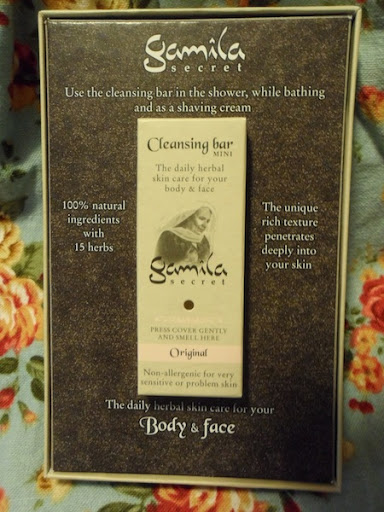 gamila
secret
Use the cleansing bar in the shower, while bathing
and as a shaving cream
Cleansing bar
MINI
The daily herbal
skin care for your
body & face
100% natural
ingredients
with
15 herbs
The unique
rich texture
penetrates
deeply into
your skin
gamila
secret
PRESS COVER GENTLY
AND SMELL HERE
Original
Non-allergenic for very
sensitive or problem skin
The daily herbal skin care for your
Body & face